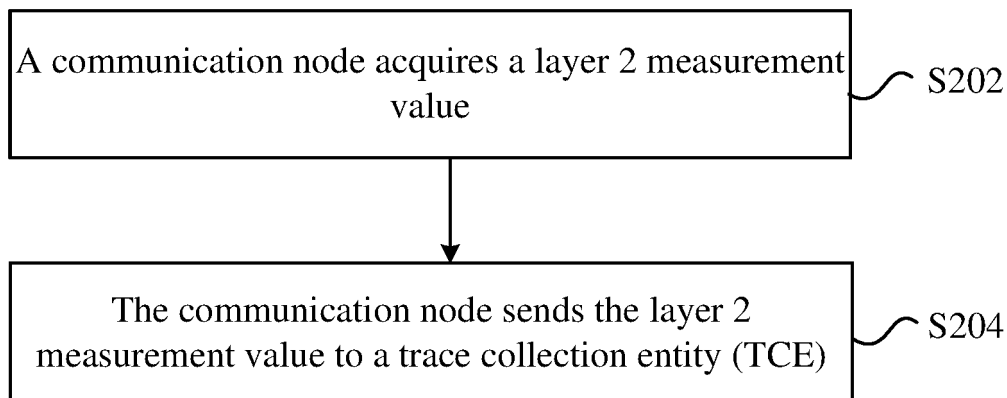 A communication node acquires a layer 2 measurement
value
S202
The communication node sends the layer 2
measurement value to a trace collection entity (TCE)
S204